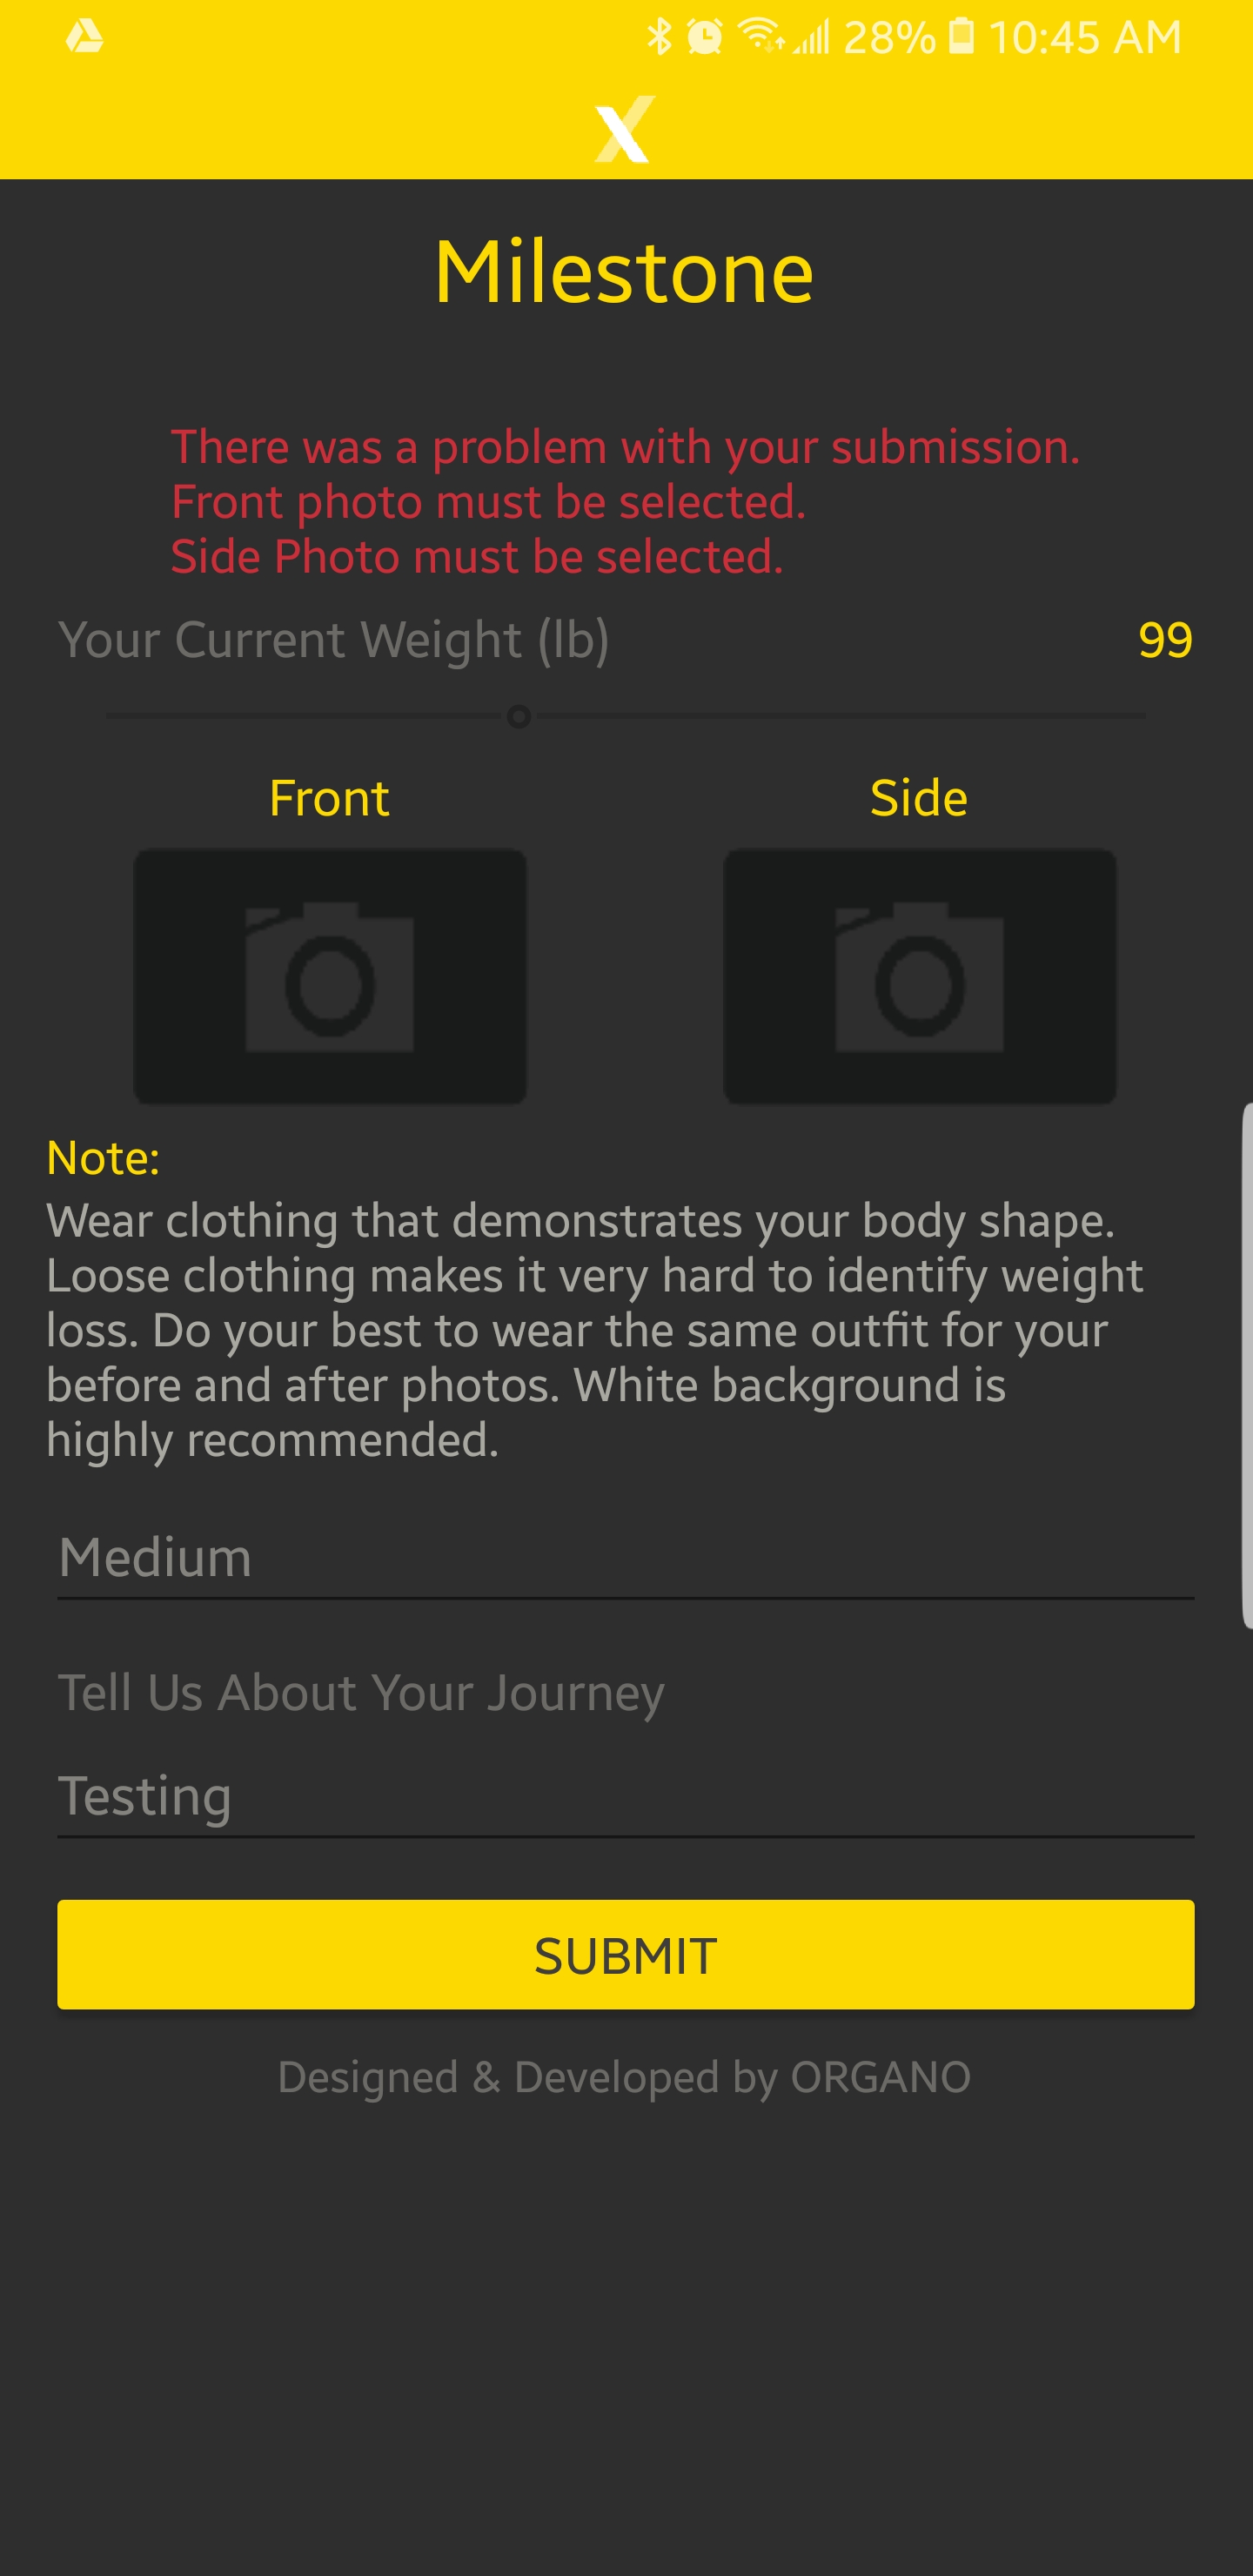 28% 10:45 AM
X
Milestone
There was a problem with your submission.
Front photo must be selected.
Side Photo must be selected.
Your Current Weight (lb) 99
Front Side
Note:
Wear clothing that demonstrates your body shape.
Loose clothing makes it very hard to identify weight
loss. Do your best to wear the same outfit for your
before and after photos. White background is
highly recommended.
Medium
Tell Us About Your Journey
Testing
SUBMIT
Designed & Developed by ORGANO